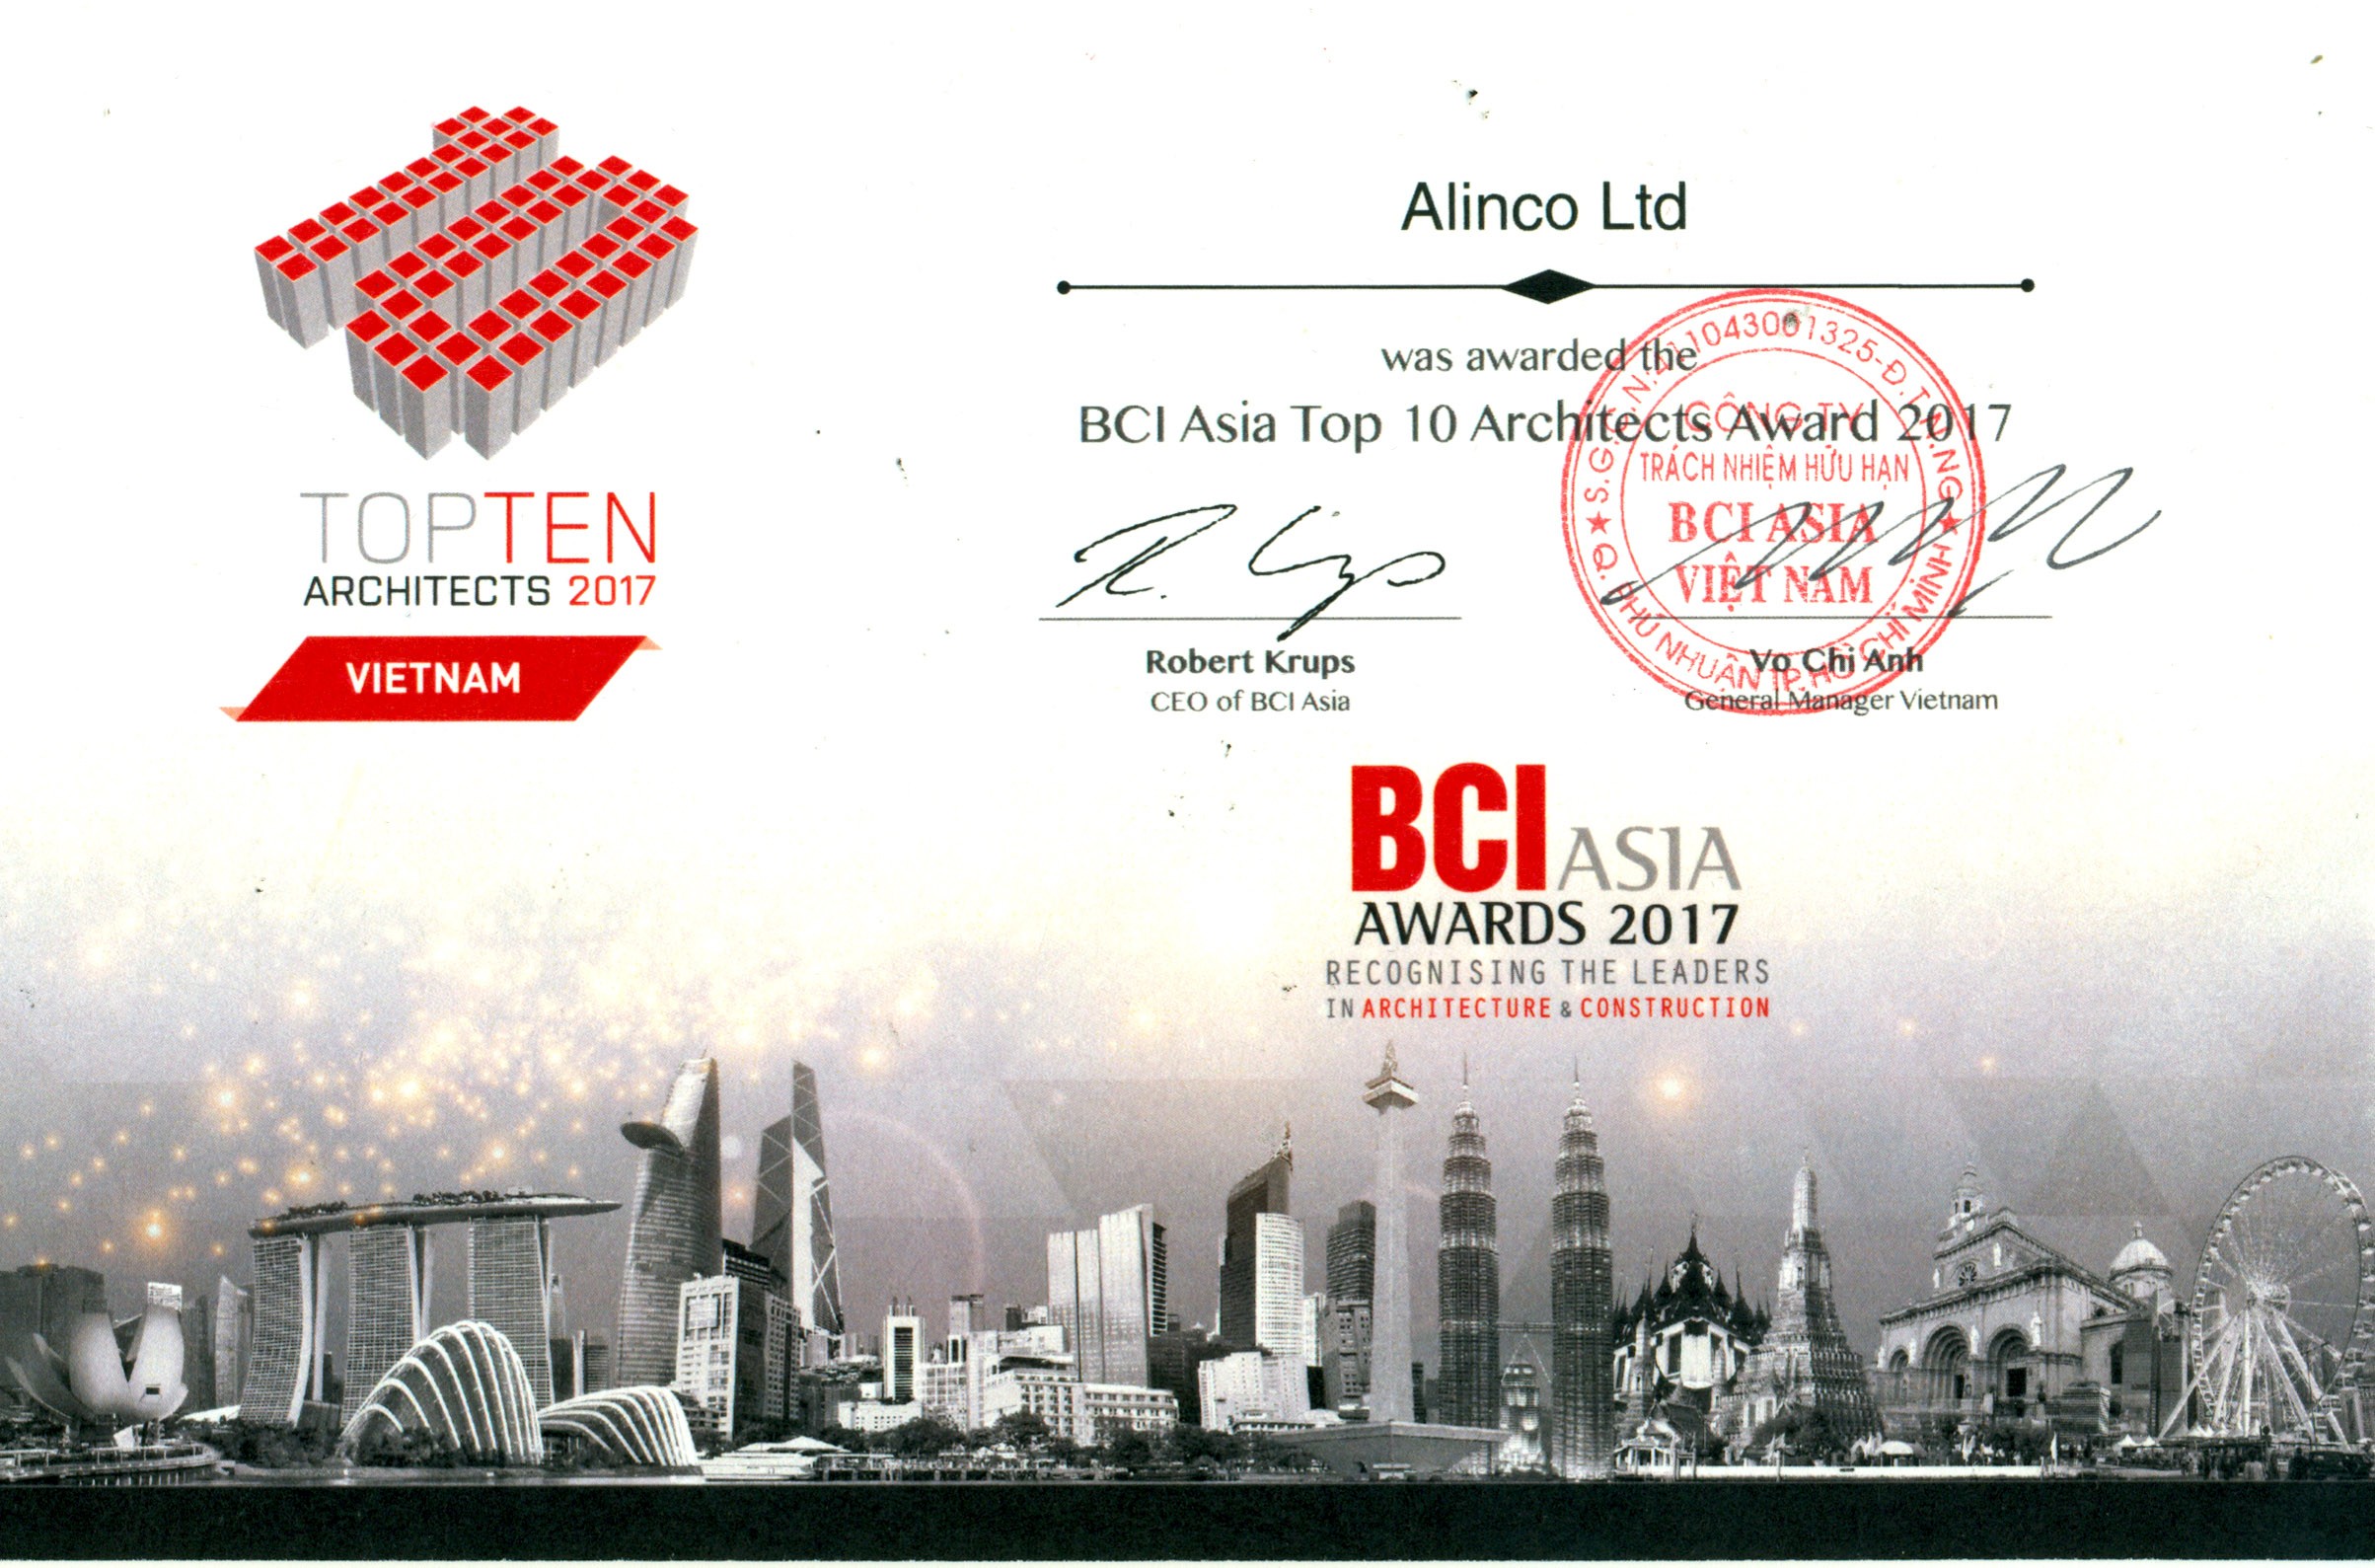 TOPTEN
ARCHITECTS 2017
VIETNAM
Alinco Ltd
was awarded the
BCI Asia Top 10 Architects Award 2017
Robert Krups
CEO of BCI Asia
Vo Chi Anh
General Manager Vietnam
CÔNG TY
TRÁCH NHIỆM HỮU HẠN
BCI ASIA
VIỆT NAM
Q. PHÚ NHUẬN TP. HỒ CHÍ MINH
BCI ASIA
AWARDS 2017
RECOGNISING THE LEADERS
IN ARCHITECTURE & CONSTRUCTION